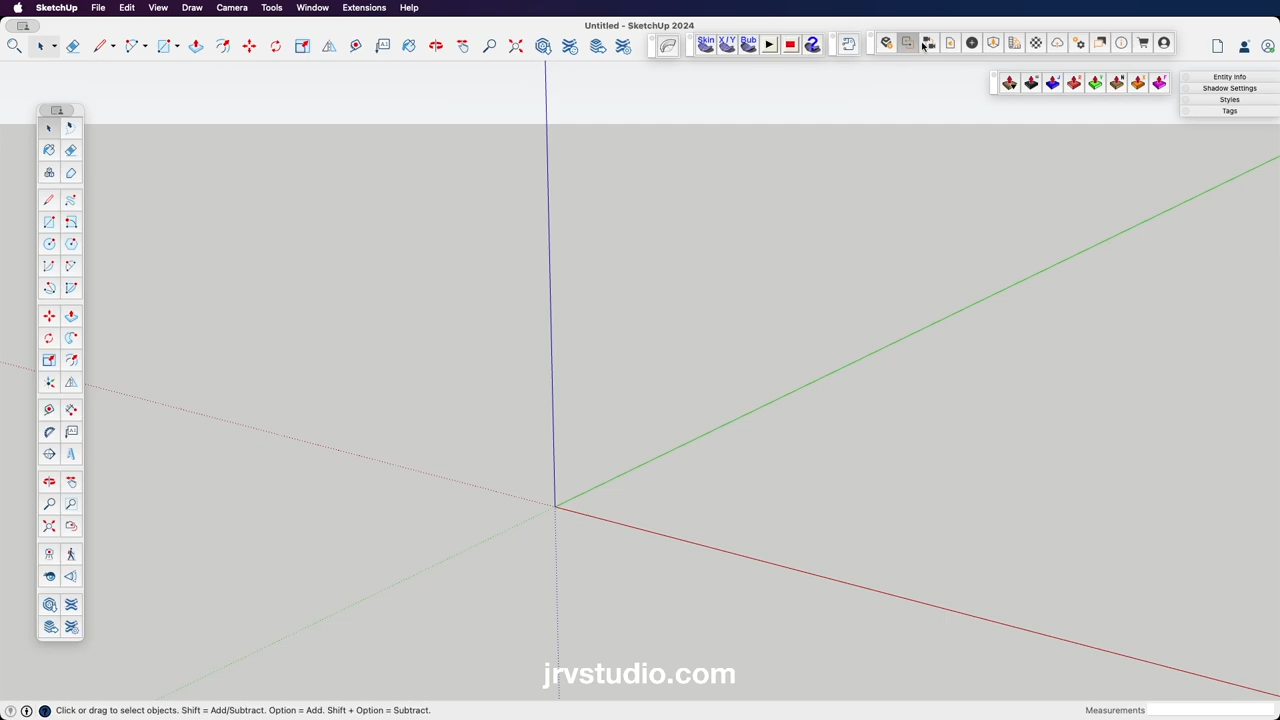 SketchUp File Edit View Draw Camera Tools Window Extensions Help
Untitled - SketchUp 2024
Skin X/Y Bub
Entity Info
Shadow Settings
Styles
Tags
jrvstudio.com
Click or drag to select objects. Shift = Add/Subtract. Option = Add. Shift + Option = Subtract.
Measurements